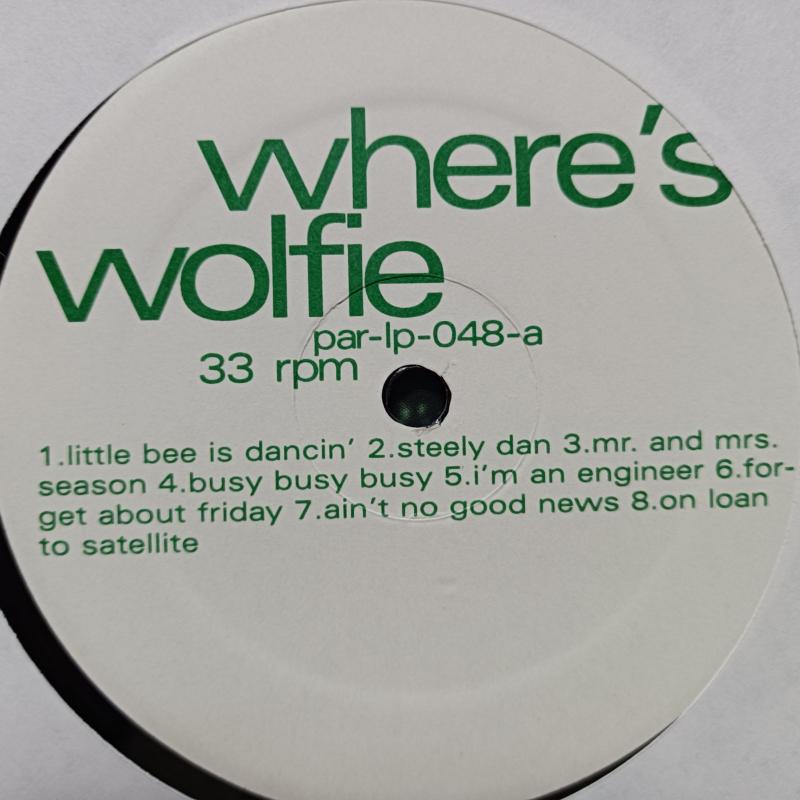 where's
wolfie
par-lp-048-a
33 rpm
1.little bee is dancin' 2.steely dan 3.mr. and mrs.
season 4.busy busy busy 5.i'm an engineer 6.for-
get about friday 7.ain't no good news 8.on loan
to satellite